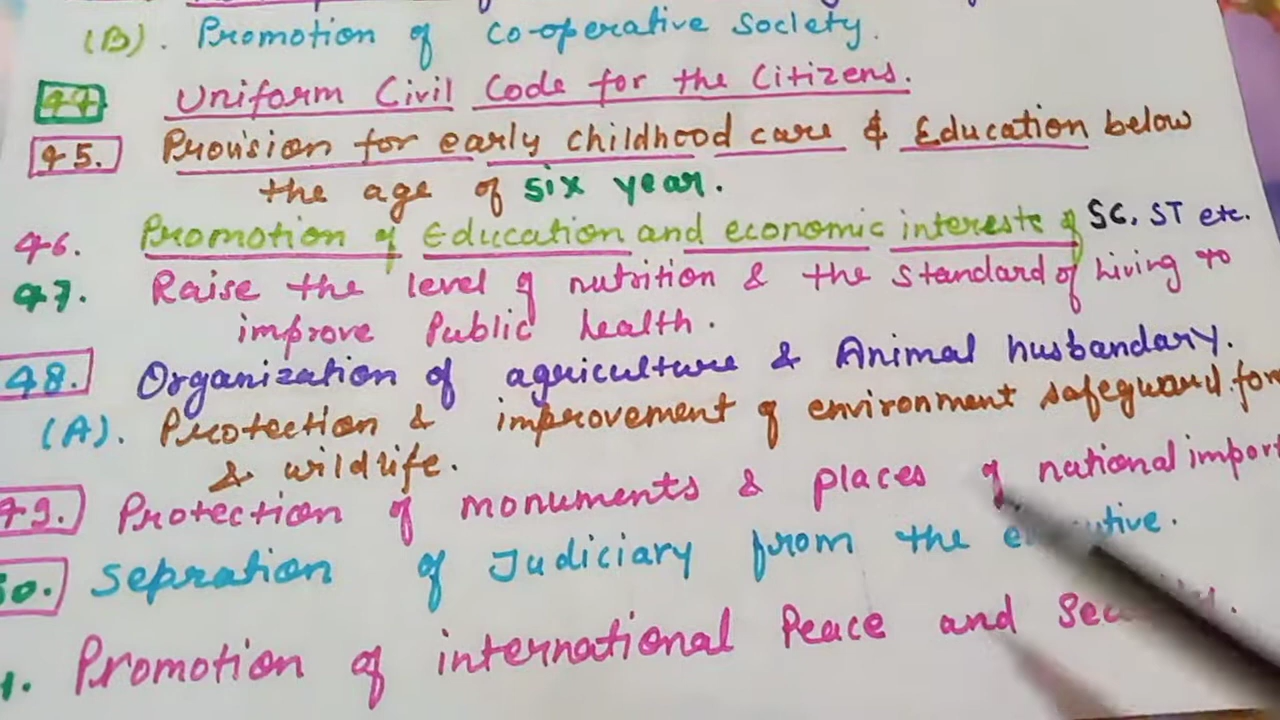 (B). Promotion of co-operative Society.
44 Uniform Civil Code for the Citizens.
45. Provision for early childhood care & Education below
the age of six year.
46. Promotion of Education and economic interests of SC, ST etc.
47. Raise the level of nutrition & the standard of living to
improve Public health.
48. Organization of agriculture & Animal husbandary.
(A). Protection & improvement of environment safeguard for
& wildlife.
49. Protection of monuments & places of national import
50. Sepration of Judiciary from the
1. Promotion of international Peace and